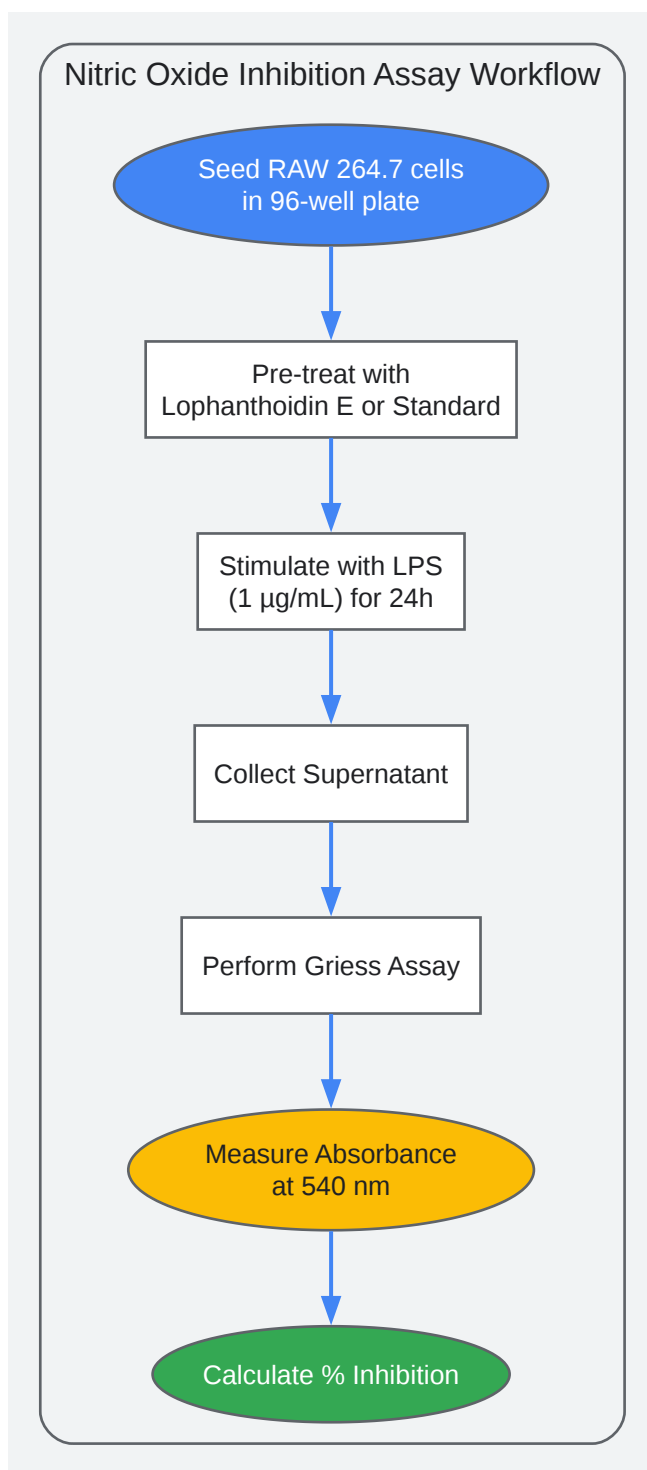 Nitric Oxide Inhibition Assay Workflow
Seed RAW 264.7 cells
in 96-well plate
Pre-treat with
Lophanthoidin E or Standard
Stimulate with LPS
(1 µg/mL) for 24h
Collect Supernatant
Perform Griess Assay
Measure Absorbance
at 540 nm
Calculate % Inhibition